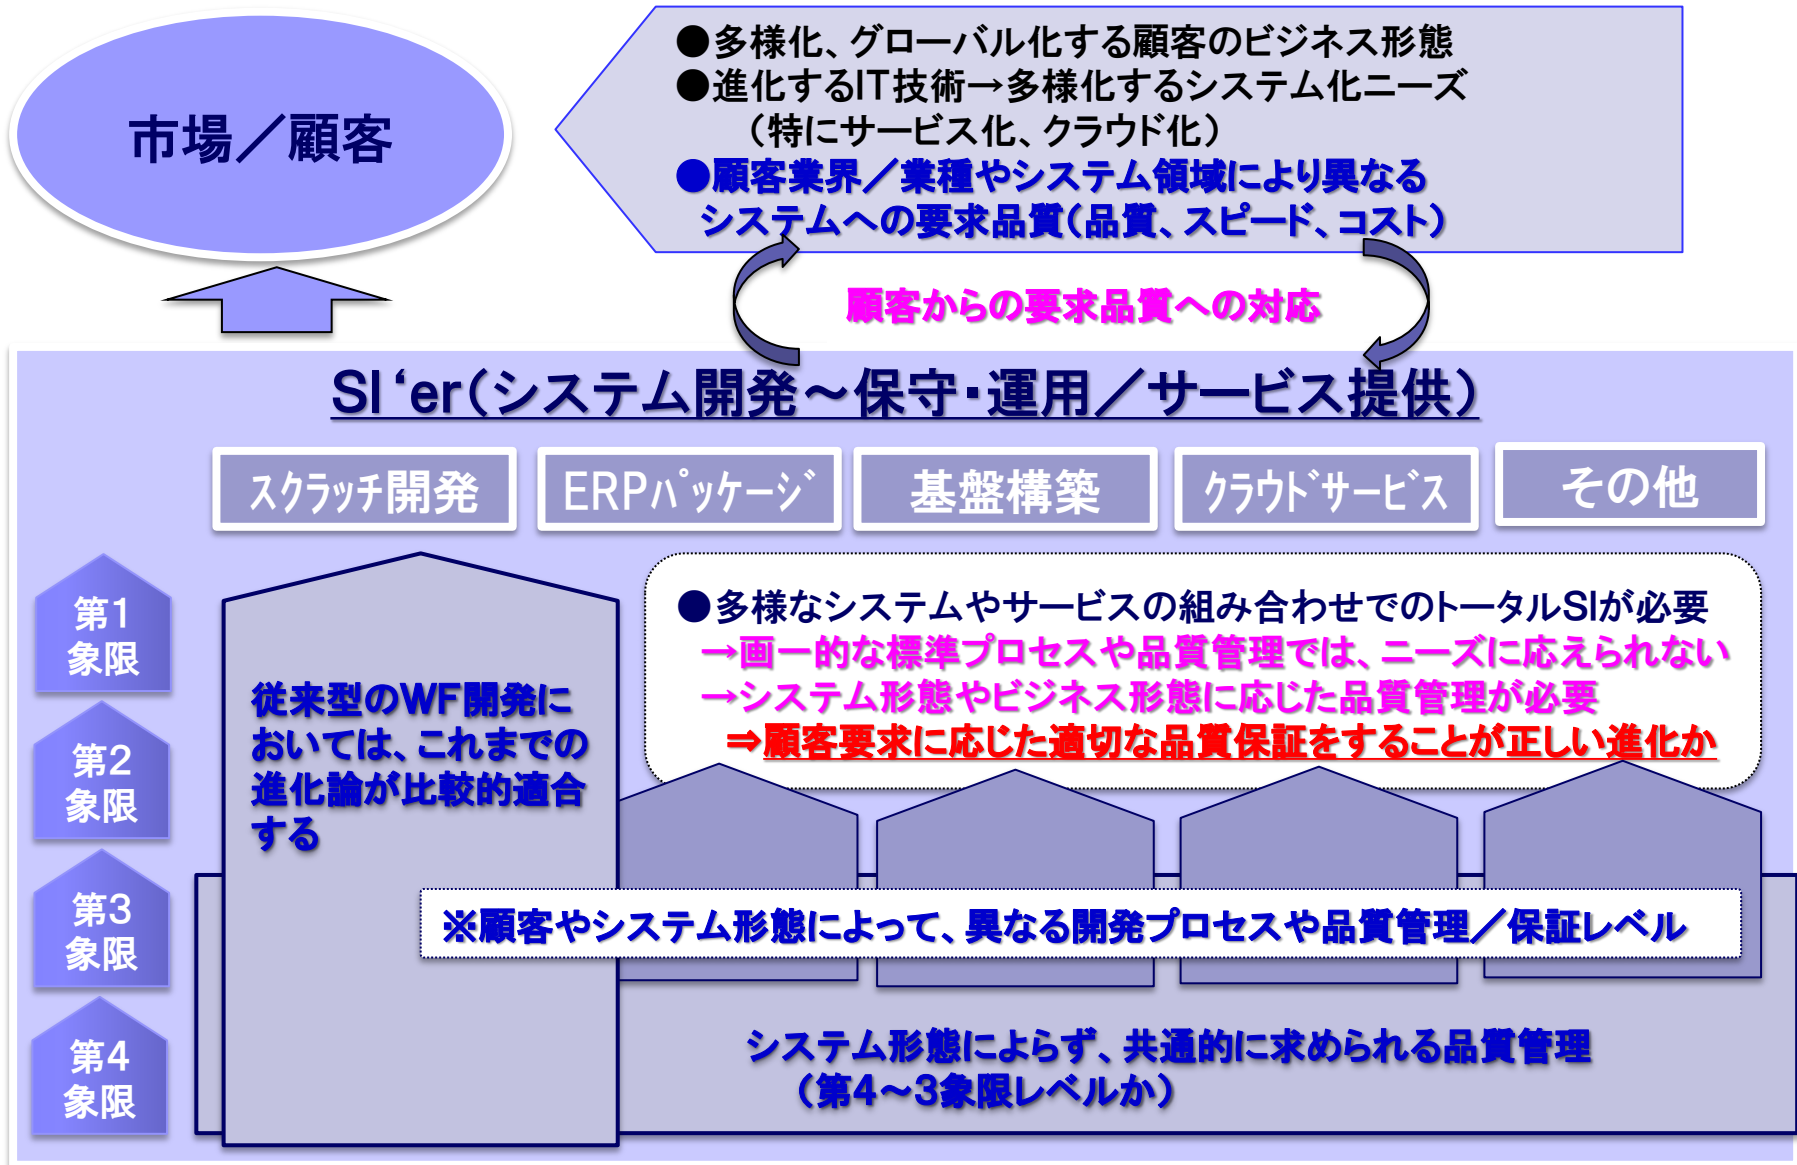 市場／顧客
●多様化、グローバル化する顧客のビジネス形態
●進化するIT技術→多様化するシステム化ニーズ
（特にサービス化、クラウド化）
●顧客業界／業種やシステム領域により異なる
システムへの要求品質（品質、スピード、コスト）
顧客からの要求品質への対応
SI‘er（システム開発～保守・運用／サービス提供）
ｽｸﾗｯﾁ開発
ERPﾊﾟｯｹｰｼﾞ
基盤構築
ｸﾗｳﾄﾞｻｰﾋﾞｽ
その他
第1
象限
第2
象限
第3
象限
第4
象限
従来型のWF開発に
おいては、これまでの
進化論が比較的適合
する
●多様なシステムやサービスの組み合わせでのトータルSIが必要
→画一的な標準プロセスや品質管理では、ニーズに応えられない
→システム形態やビジネス形態に応じた品質管理が必要
⇒顧客要求に応じた適切な品質保証をすることが正しい進化か
※顧客やシステム形態によって、異なる開発プロセスや品質管理／保証レベル
システム形態によらず、共通的に求められる品質管理
（第4～3象限レベルか）